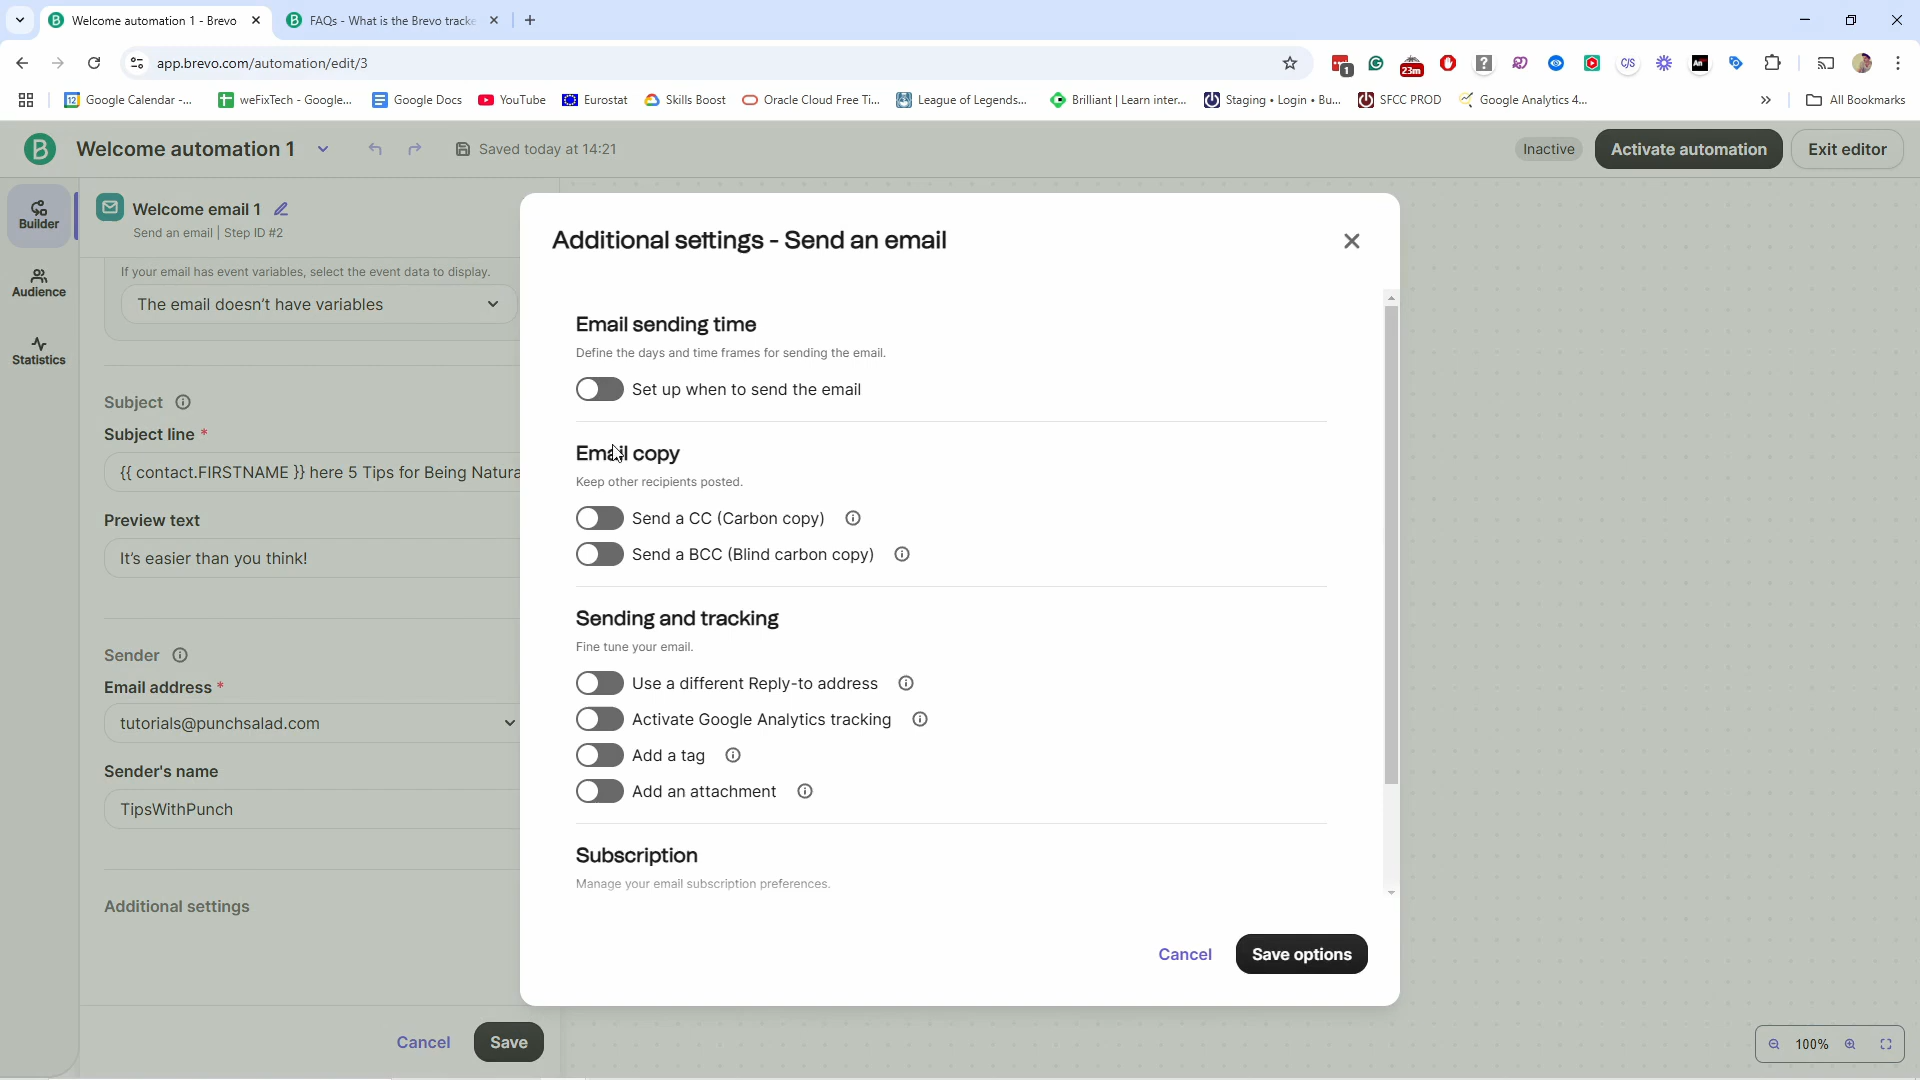 Welcome automation 1 - Brevo
FAQs - What is the Brevo tracke
app.brevo.com/automation/edit/3
1
23m
C/S
An
Google Calendar -...
weFixTech - Google...
Google Docs
YouTube
Eurostat
Skills Boost
Oracle Cloud Free Ti...
League of Legends...
Brilliant | Learn inter...
Staging • Login • Bu...
SFCC PROD
Google Analytics 4...
»
All Bookmarks
B
Welcome automation 1
Saved today at 14:21
Inactive
Activate automation
Exit editor
Builder
Audience
Statistics
Welcome email 1
Send an email | Step ID #2
If your email has event variables, select the event data to display.
The email doesn't have variables
Subject
Subject line *
{{ contact.FIRSTNAME }} here 5 Tips for Being Natura
Preview text
It's easier than you think!
Sender
Email address *
tutorials@punchsalad.com
Sender's name
TipsWithPunch
Additional settings
Cancel
Save
Additional settings - Send an email
Email sending time
Define the days and time frames for sending the email.
Set up when to send the email
Email copy
Keep other recipients posted.
Send a CC (Carbon copy)
Send a BCC (Blind carbon copy)
Sending and tracking
Fine tune your email.
Use a different Reply-to address
Activate Google Analytics tracking
Add a tag
Add an attachment
Subscription
Manage your email subscription preferences.
Cancel
Save options
100%